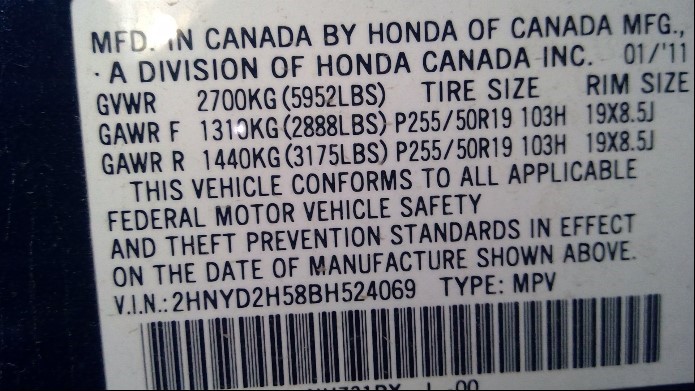 MFD. IN CANADA BY HONDA OF CANADA MFG.,
· A DIVISION OF HONDA CANADA INC. 01/'11
GVWR 2700KG (5952LBS) TIRE SIZE RIM SIZE
GAWR F 1310KG (2888LBS) P255/50R19 103H 19X8.5J
GAWR R 1440KG (3175LBS) P255/50R19 103H 19X8.5J
THIS VEHICLE CONFORMS TO ALL APPLICABLE
FEDERAL MOTOR VEHICLE SAFETY
AND THEFT PREVENTION STANDARDS IN EFFECT
ON THE DATE OF MANUFACTURE SHOWN ABOVE.
V.I.N.: 2HNYD2H58BH524069 TYPE: MPV